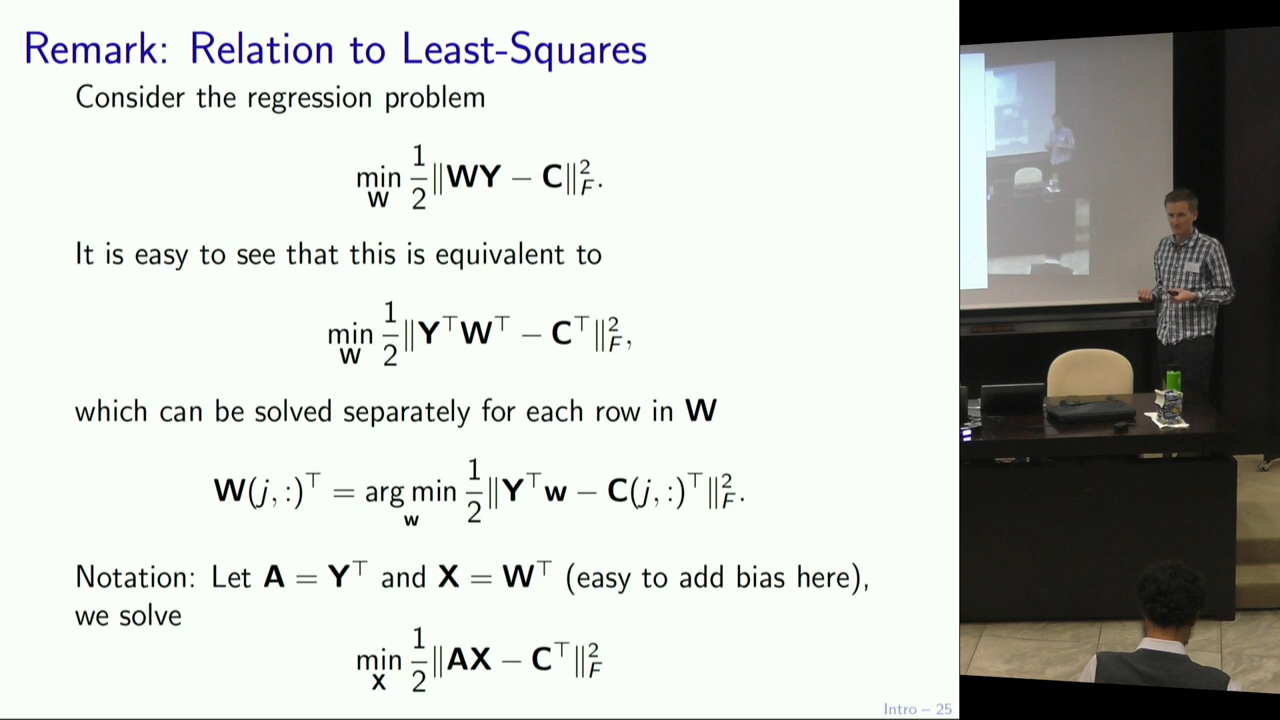 Remark: Relation to Least-Squares
Consider the regression problem
min_W 1/2 ‖WY − C‖²_F.
It is easy to see that this is equivalent to
min_W 1/2 ‖Y^⊤W^⊤ − C^⊤‖²_F,
which can be solved separately for each row in W
W(j, :)^⊤ = arg min_w 1/2 ‖Y^⊤w − C(j, :)^⊤‖²_F.
Notation: Let A = Y^⊤ and X = W^⊤ (easy to add bias here),
we solve
min_X 1/2 ‖AX − C^⊤‖²_F
Intro – 25